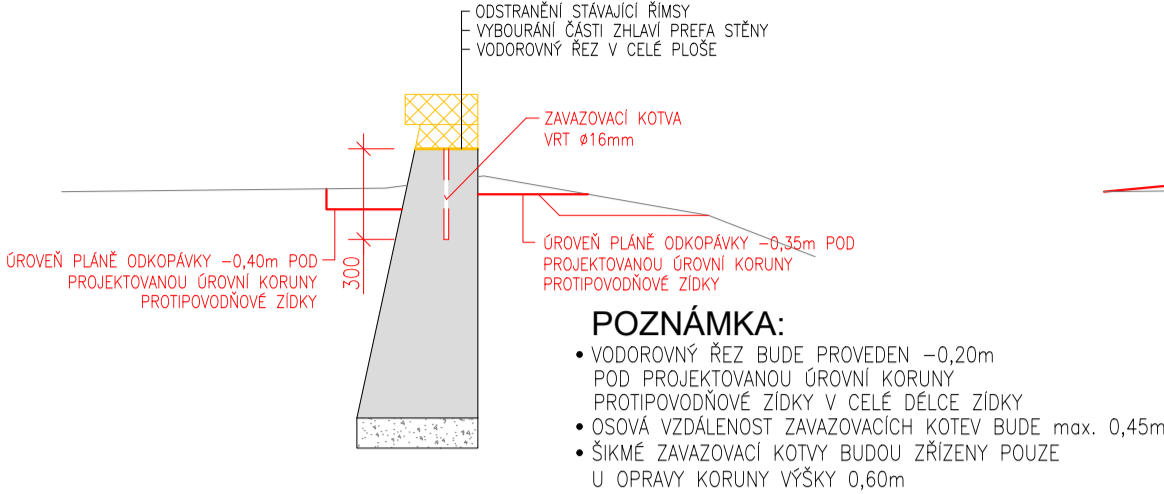 ODSTRANĚNÍ STÁVAJÍCÍ ŘÍMSY
VYBOURÁNÍ ČÁSTI ZHLAVÍ PREFA STĚNY
VODOROVNÝ ŘEZ V CELÉ PLOŠE
ZAVAZOVACÍ KOTVA
VRT ø16mm
300
ÚROVEŇ PLÁNĚ ODKOPÁVKY -0,40m POD
PROJEKTOVANOU ÚROVNÍ KORUNY
PROTIPOVODŇOVÉ ZÍDKY
ÚROVEŇ PLÁNĚ ODKOPÁVKY -0,35m POD
PROJEKTOVANOU ÚROVNÍ KORUNY
PROTIPOVODŇOVÉ ZÍDKY
POZNÁMKA:
• VODOROVNÝ ŘEZ BUDE PROVEDEN -0,20m
POD PROJEKTOVANOU ÚROVNÍ KORUNY
PROTIPOVODŇOVÉ ZÍDKY V CELÉ DÉLCE ZÍDKY
• OSOVÁ VZDÁLENOST ZAVAZOVACÍCH KOTEV BUDE max. 0,45m
• ŠIKMÉ ZAVAZOVACÍ KOTVY BUDOU ZŘÍZENY POUZE
U OPRAVY KORUNY VÝŠKY 0,60m